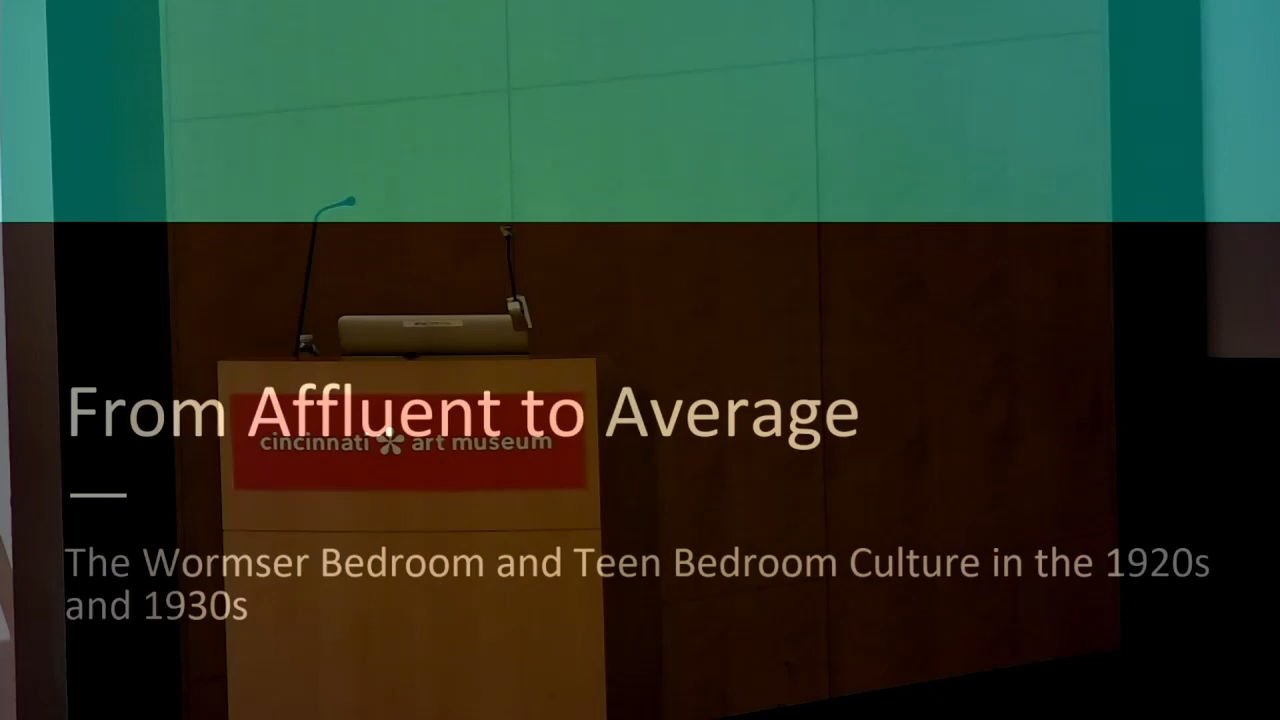 From Affluent to Average
cincinnati art museum
The Wormser Bedroom and Teen Bedroom Culture in the 1920s
and 1930s